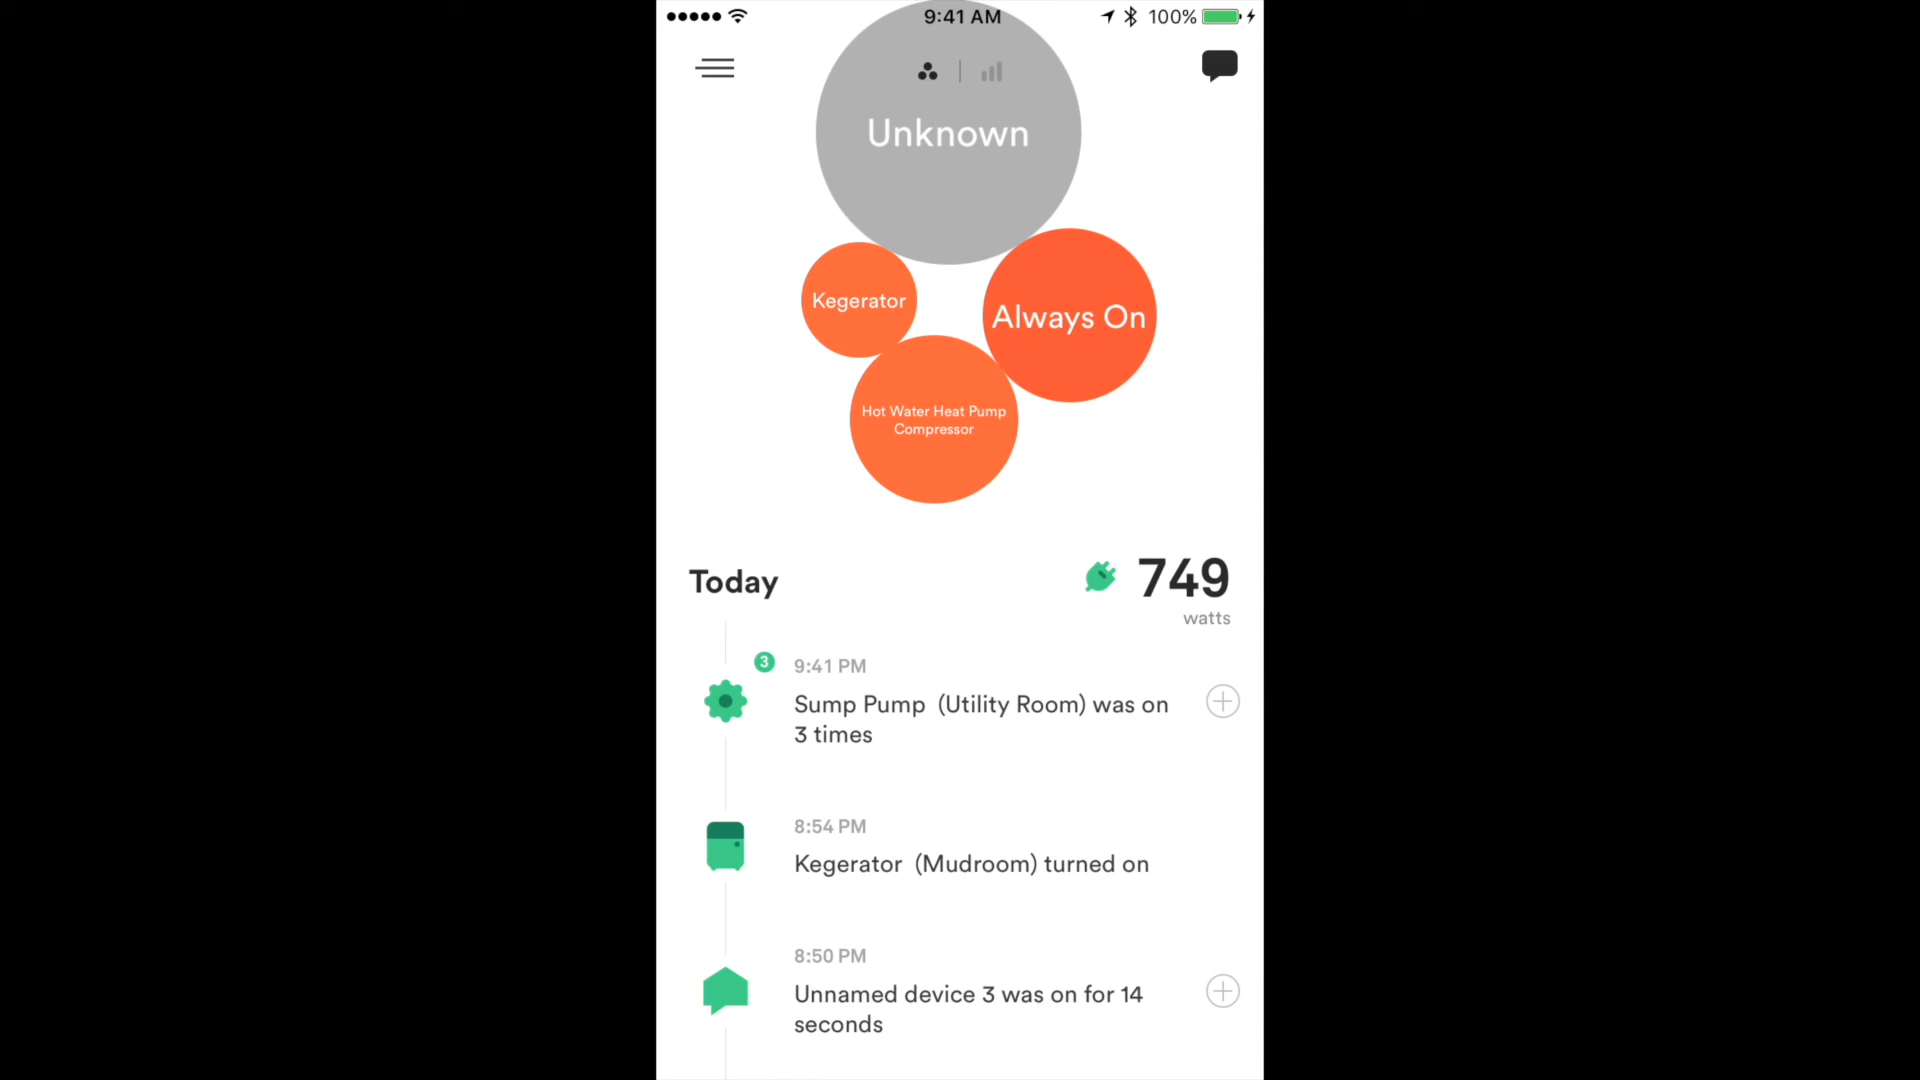 9:41 AM
100%
Unknown
Kegerator
Always On
Hot Water Heat Pump
Compressor
Today
749
watts
3
9:41 PM
Sump Pump (Utility Room) was on
3 times
8:54 PM
Kegerator (Mudroom) turned on
8:50 PM
Unnamed device 3 was on for 14
seconds